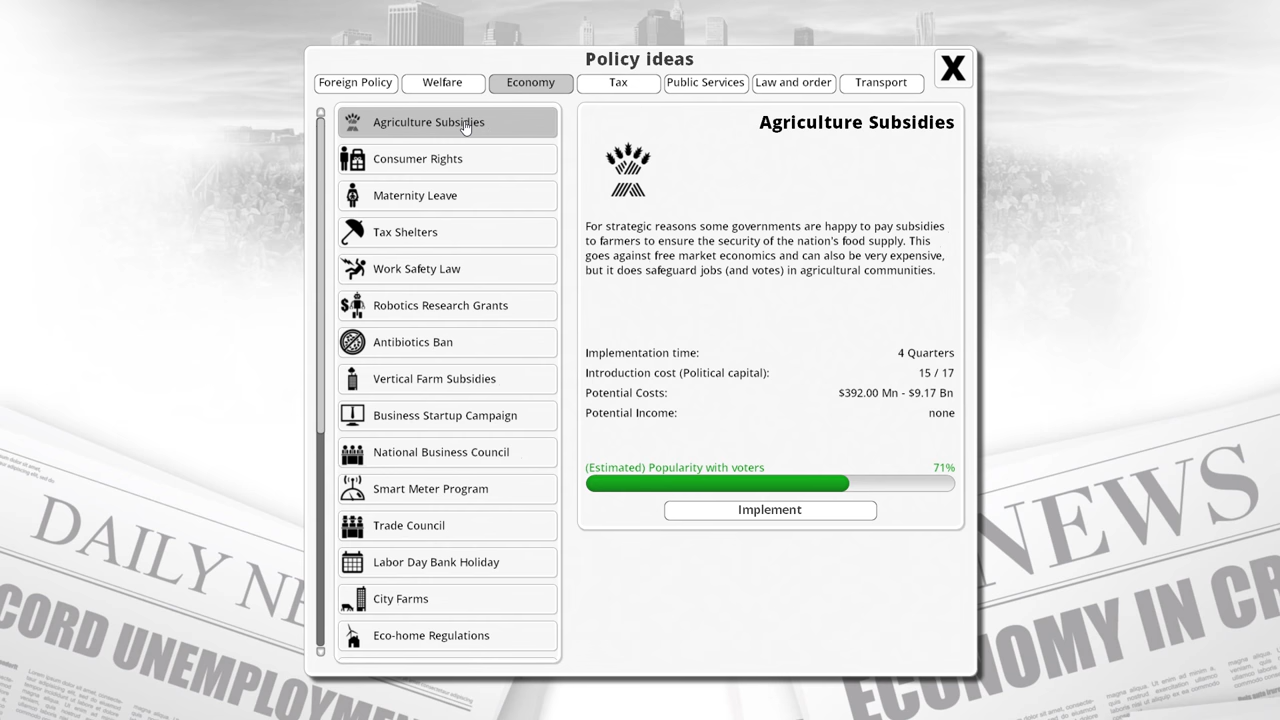 Policy ideas
X
Foreign Policy
Welfare
Economy
Tax
Public Services
Law and order
Transport
Agriculture Subsidies
Consumer Rights
Maternity Leave
Tax Shelters
Work Safety Law
Robotics Research Grants
Antibiotics Ban
Vertical Farm Subsidies
Business Startup Campaign
National Business Council
Smart Meter Program
Trade Council
Labor Day Bank Holiday
City Farms
Eco-home Regulations
Agriculture Subsidies
For strategic reasons some governments are happy to pay subsidies
to farmers to ensure the security of the nation's food supply. This
goes against free market economics and can also be very expensive,
but it does safeguard jobs (and votes) in agricultural communities.
Implementation time: 4 Quarters
Introduction cost (Political capital): 15 / 17
Potential Costs: $392.00 Mn - $9.17 Bn
Potential Income: none
(Estimated) Popularity with voters 71%
Implement
DAILY NE
CORD UNEMPLOYM
NEWS
ECONOMY IN CR